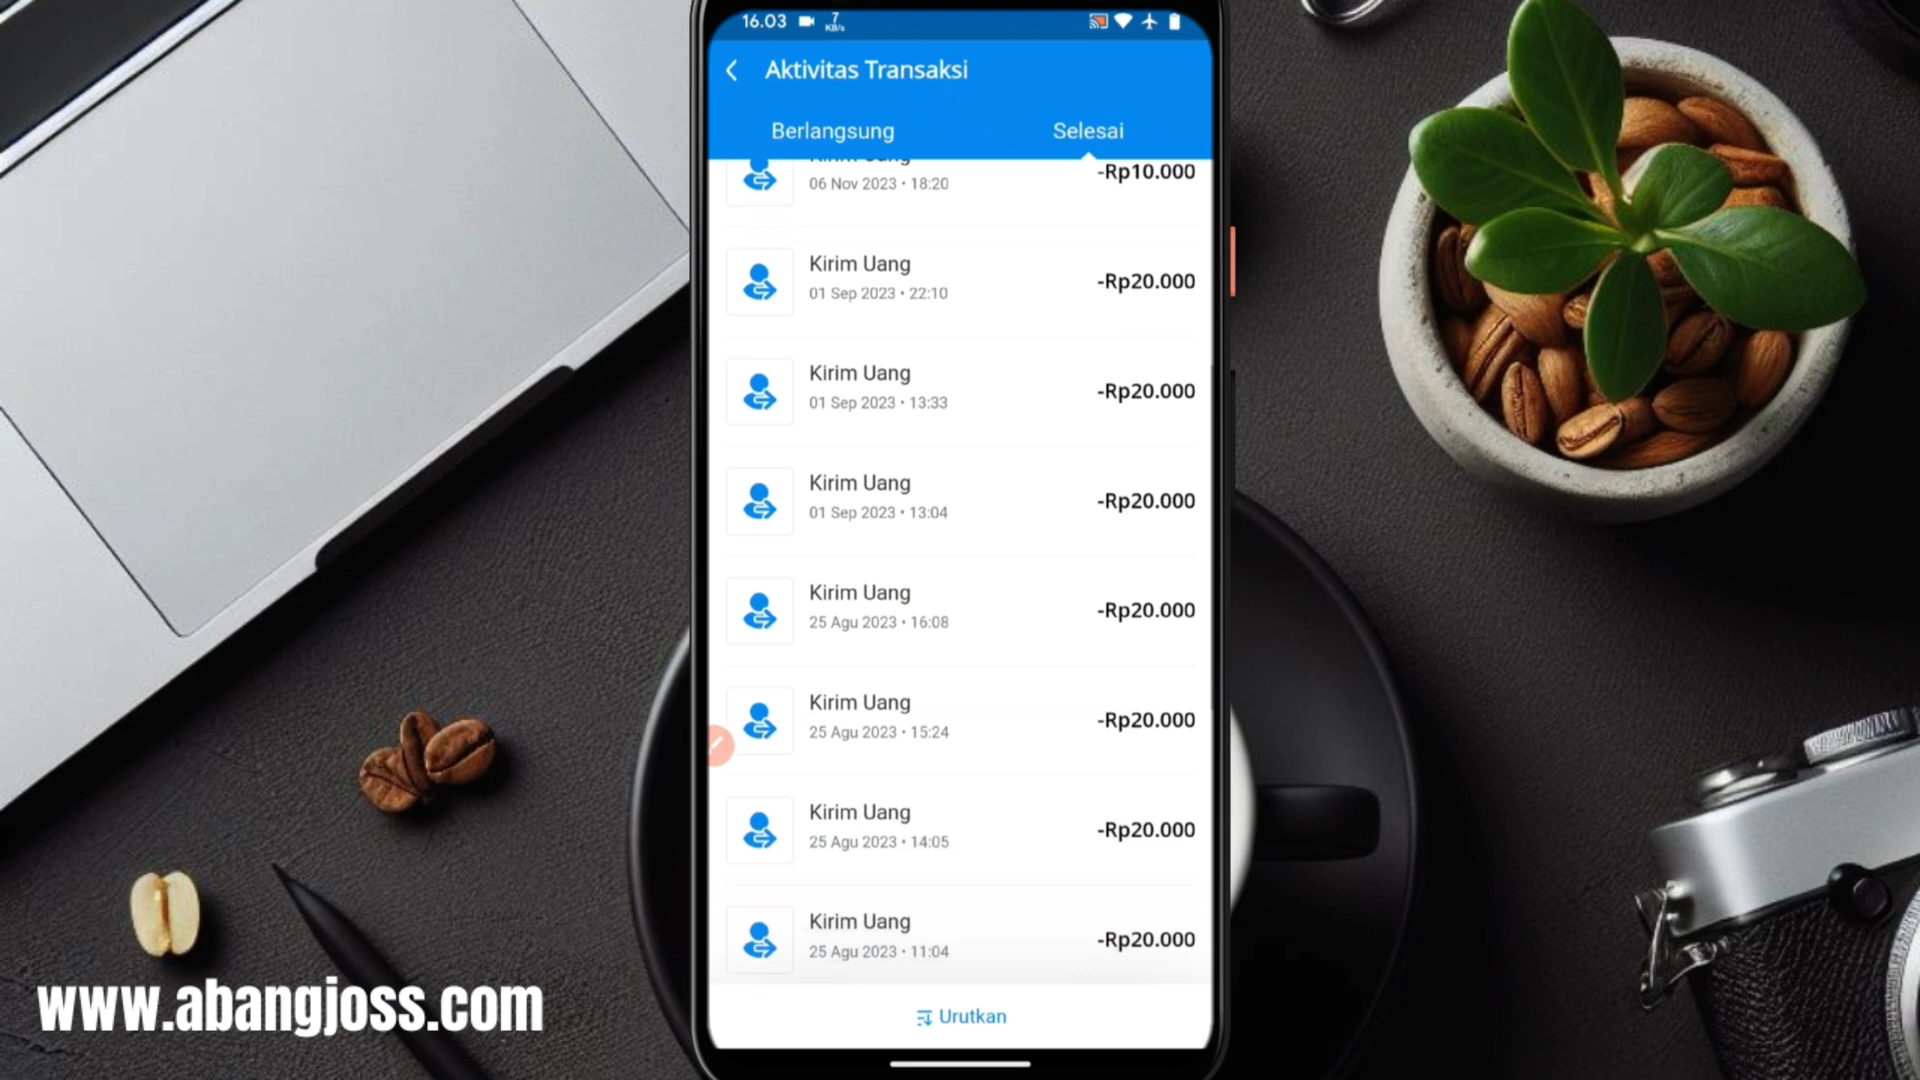 16.03
7
KB/s
Aktivitas Transaksi
Berlangsung
Selesai
Kirim Uang
06 Nov 2023 • 18:20
-Rp10.000
Kirim Uang
01 Sep 2023 • 22:10
-Rp20.000
Kirim Uang
01 Sep 2023 • 13:33
-Rp20.000
Kirim Uang
01 Sep 2023 • 13:04
-Rp20.000
Kirim Uang
25 Agu 2023 • 16:08
-Rp20.000
Kirim Uang
25 Agu 2023 • 15:24
-Rp20.000
Kirim Uang
25 Agu 2023 • 14:05
-Rp20.000
Kirim Uang
25 Agu 2023 • 11:04
-Rp20.000
Urutkan
www.abangjoss.com